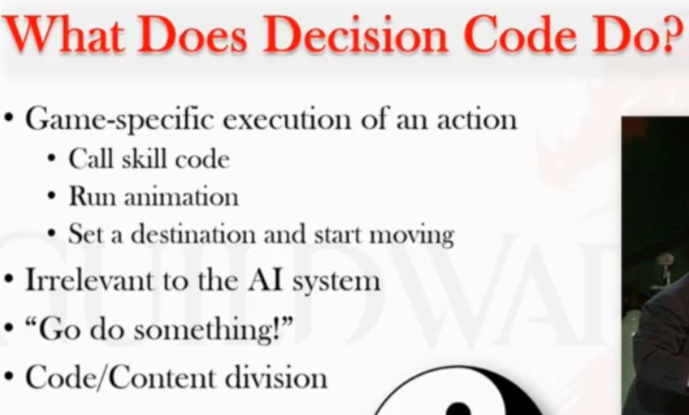 What Does Decision Code Do?
• Game-specific execution of an action
• Call skill code
• Run animation
• Set a destination and start moving
• Irrelevant to the AI system
• “Go do something!”
• Code/Content division
GUILDWAR